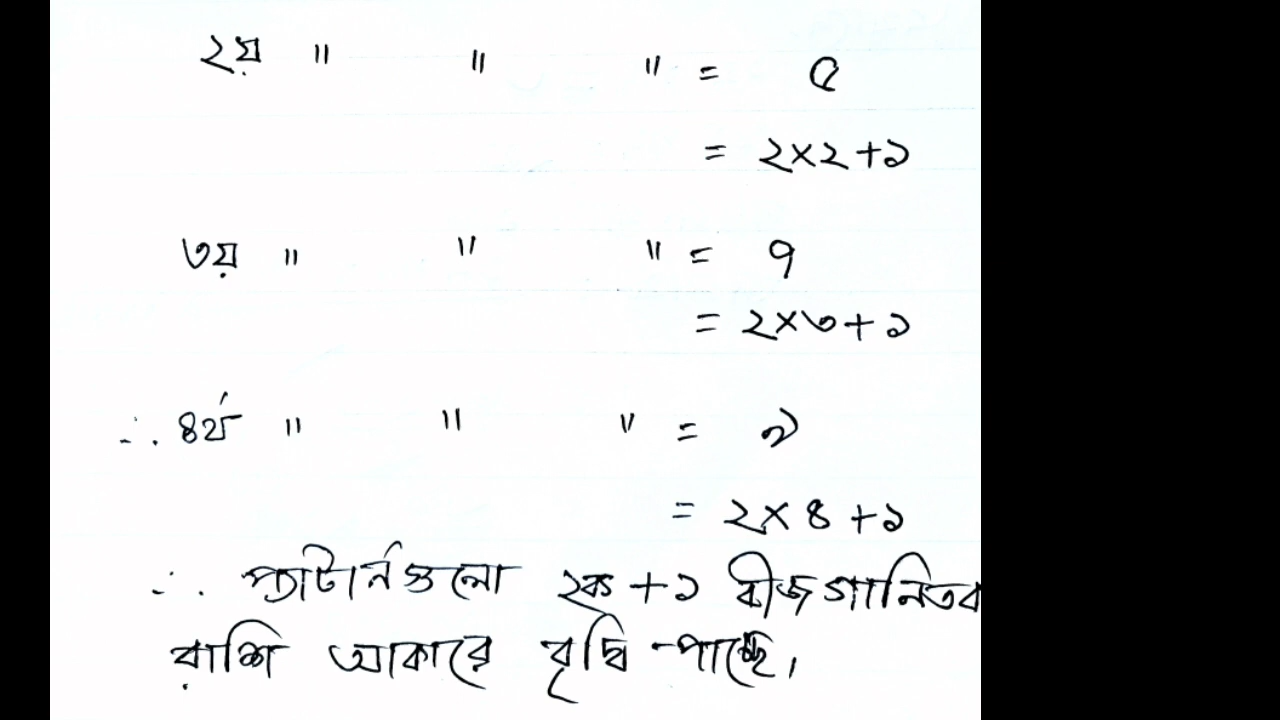 ২য় " " " = ৫
= ২×২+১
৩য় " " " = ৭
= ২×৩+১
∴ ৪র্থ " " " = ৯
= ২×৪+১
∴ প্যাটার্নগুলো ২ক+১ বীজগানিতিক
রাশি আকারে বৃদ্ধি পাচ্ছে।